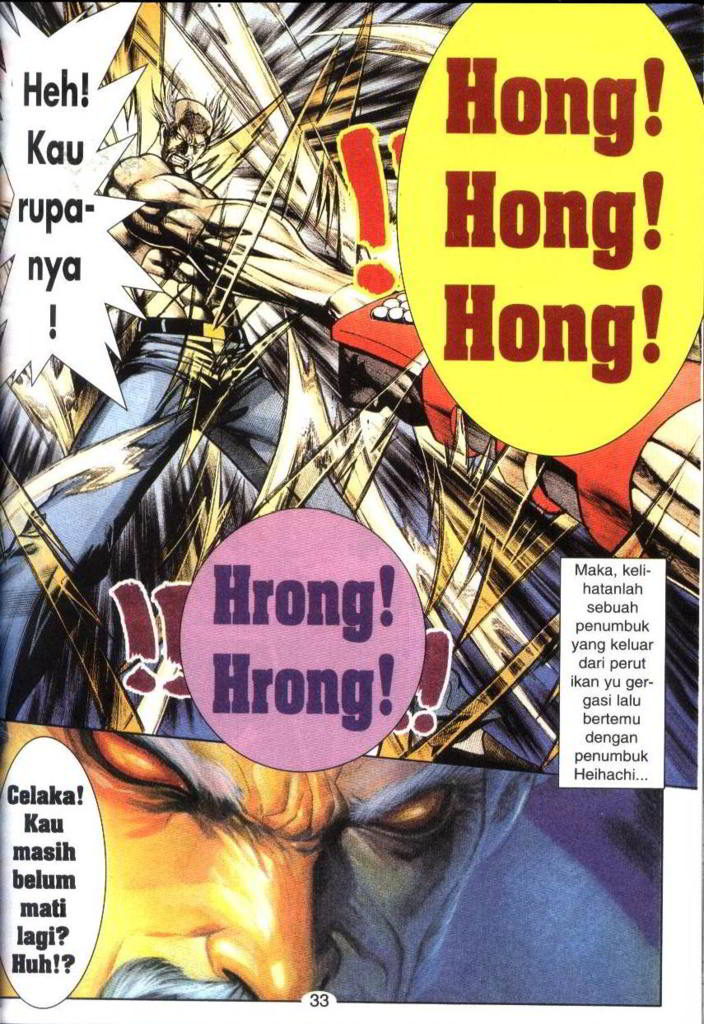 Heh!
Kau
rupa-
nya
!
Hong!
Hong!
Hong!
!!
Maka, keli-
hatanlah
sebuah
penumbuk
yang keluar
dari perut
ikan yu ger-
gasi lalu
bertemu
dengan
penumbuk
Heihachi...
!!
Hrong!
Hrong!
!!
Celaka!
Kau
masih
belum
mati
lagi?
Huh!?
33